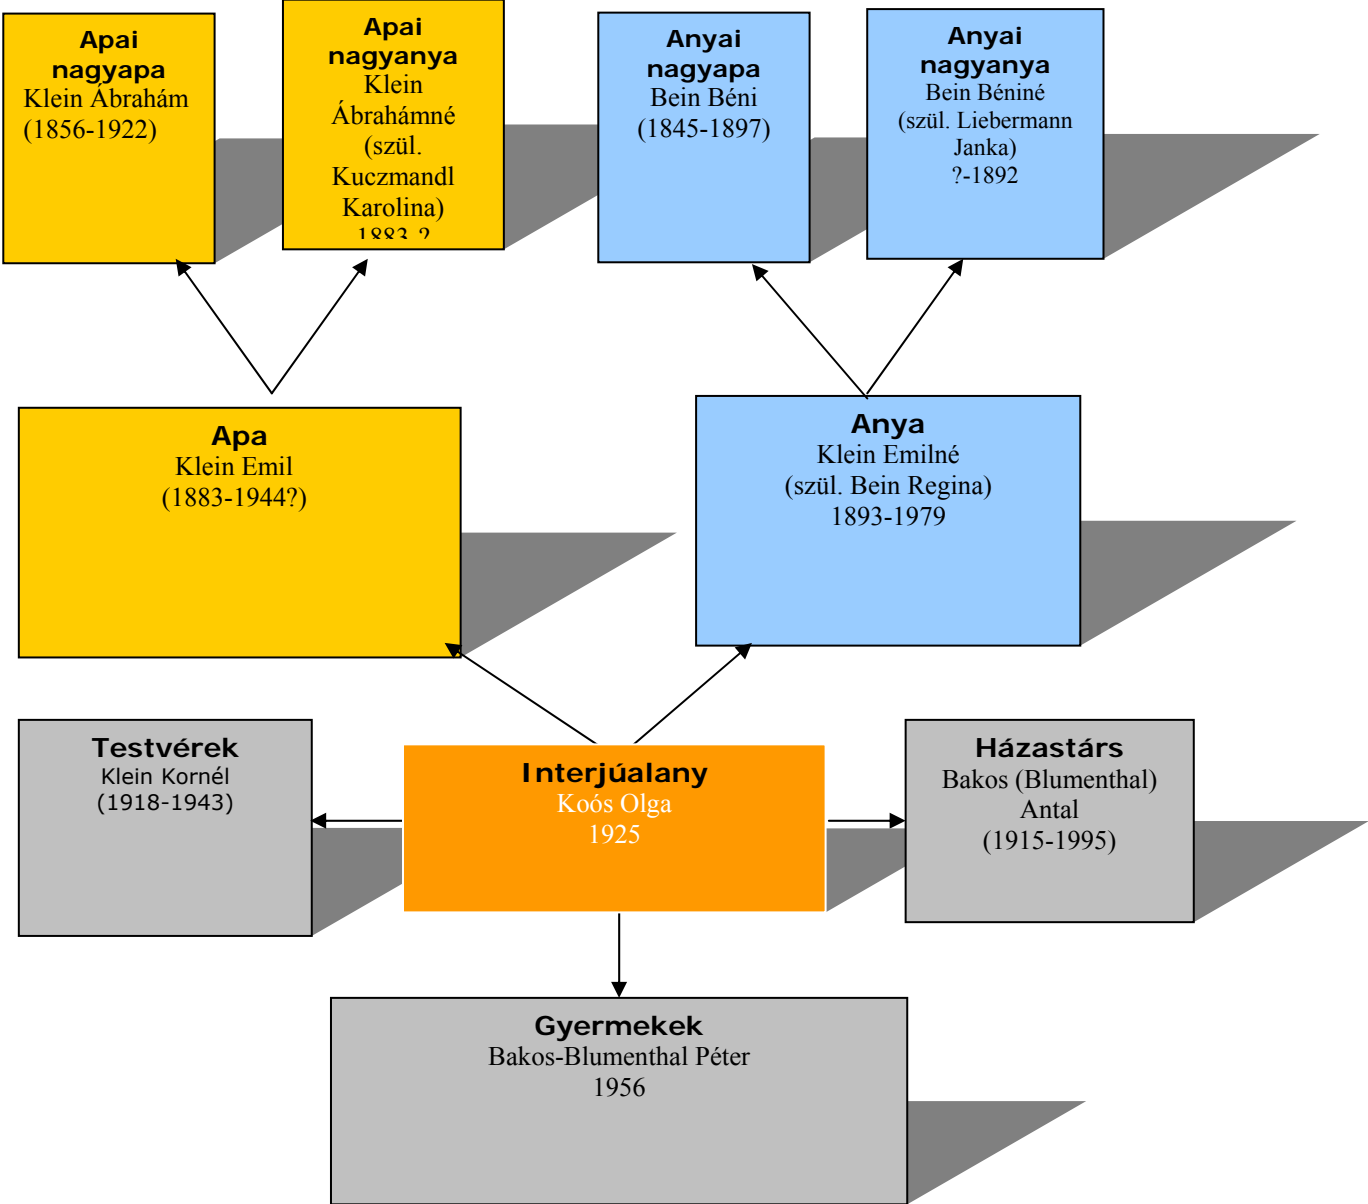 Apai
nagyapa
Klein Ábrahám
(1856-1922)
Apai
nagyanya
Klein
Ábrahámné
(szül.
Kuczmandl
Karolina)
1883-?
Anyai
nagyapa
Bein Béni
(1845-1897)
Anyai
nagyanya
Bein Béniné
(szül. Liebermann
Janka)
?-1892
Apa
Klein Emil
(1883-1944?)
Anya
Klein Emilné
(szül. Bein Regina)
1893-1979
Testvérek
Klein Kornél
(1918-1943)
Interjúalany
Koós Olga
1925
Házastárs
Bakos (Blumenthal)
Antal
(1915-1995)
Gyermekek
Bakos-Blumenthal Péter
1956